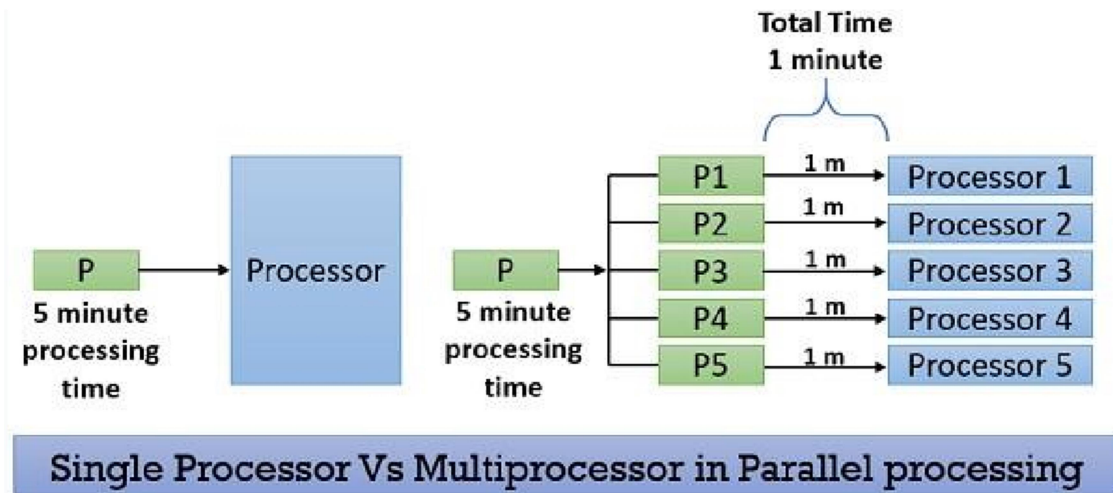 Total Time
1 minute
P
5 minute
processing
time
Processor
P
5 minute
processing
time
P1
1 m
Processor 1
P2
1 m
Processor 2
P3
1 m
Processor 3
P4
1 m
Processor 4
P5
1 m
Processor 5
Single Processor Vs Multiprocessor in Parallel processing